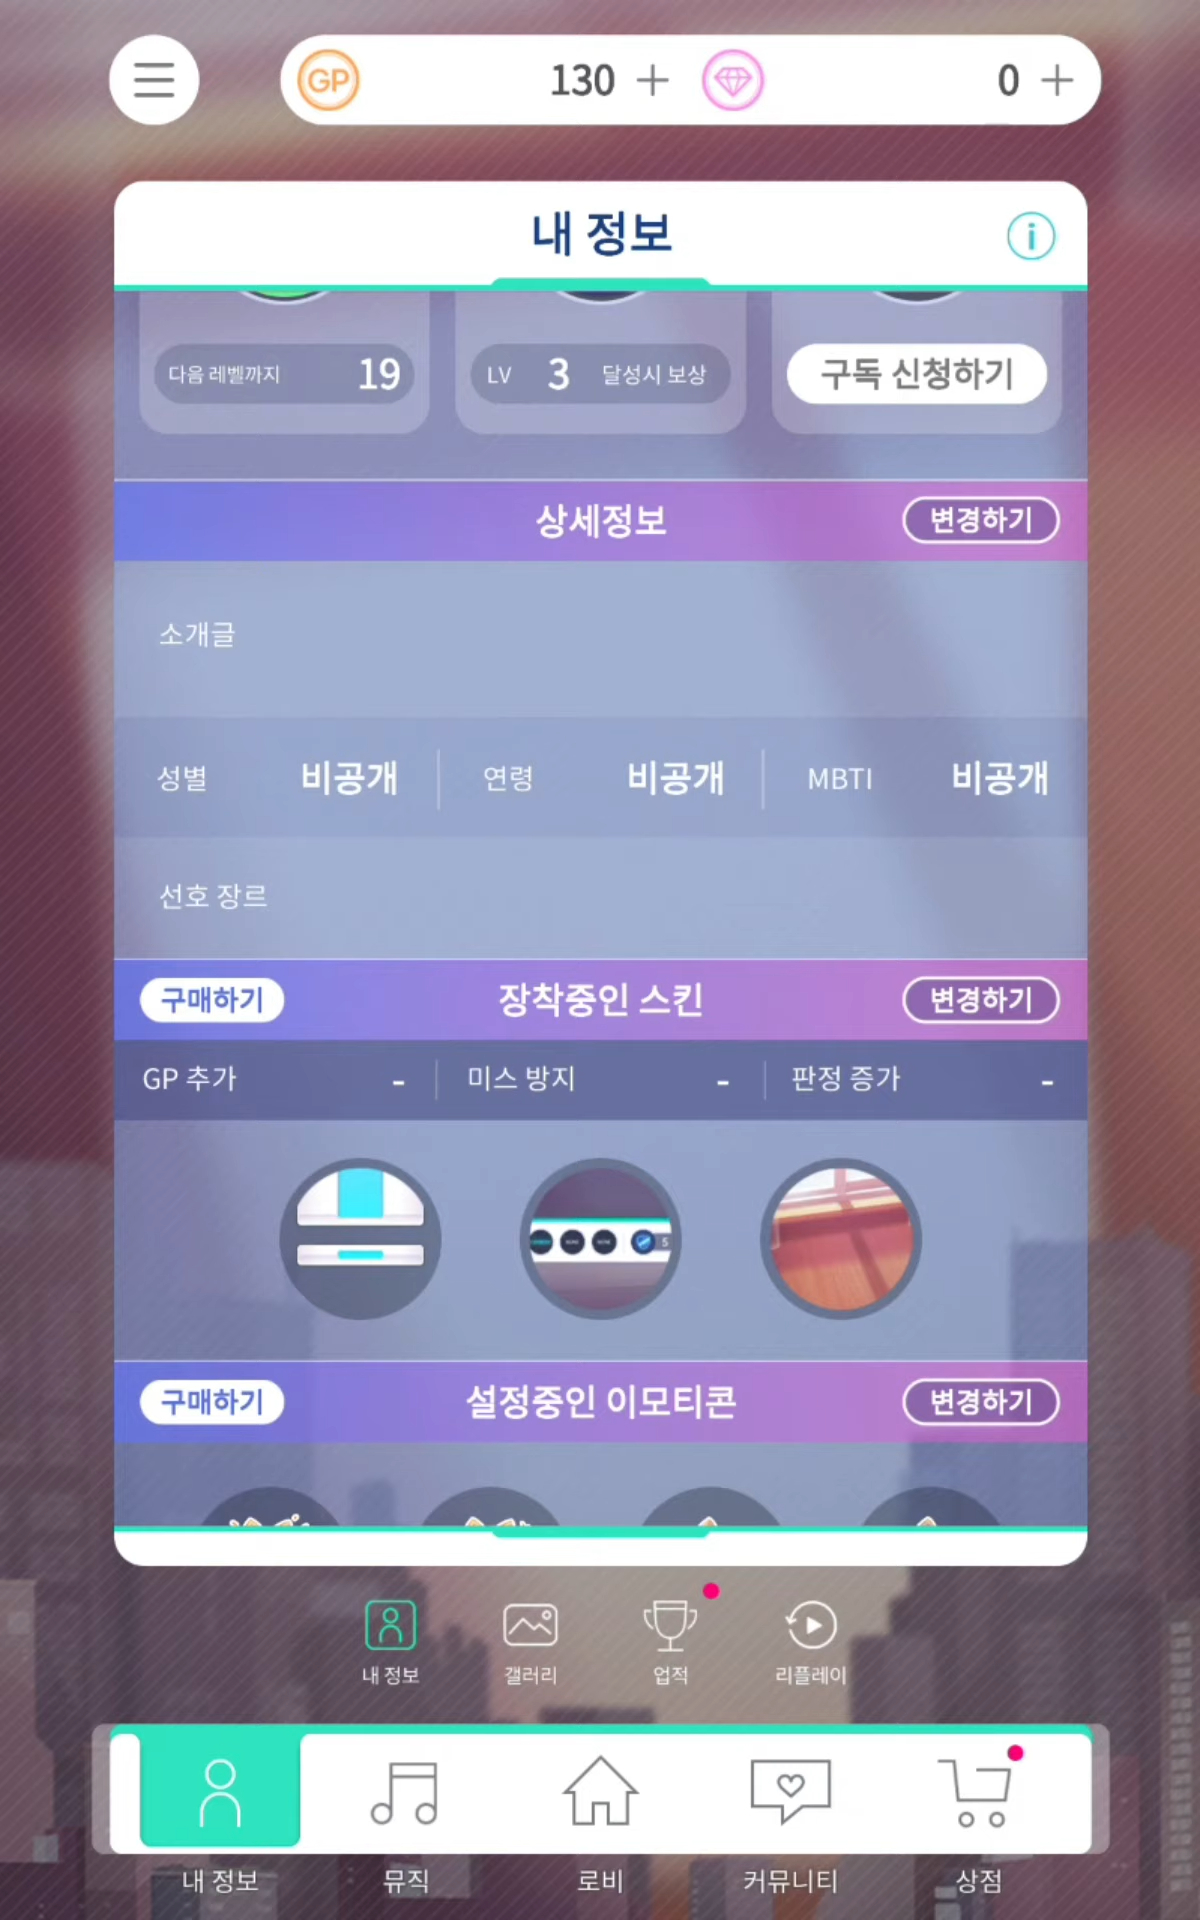 GP 130 + 0 +
내 정보
다음 레벨까지 19
LV 3 달성시 보상
구독 신청하기
상세정보 변경하기
소개글
성별 비공개 연령 비공개 MBTI 비공개
선호 장르
구매하기 장착중인 스킨 변경하기
GP 추가 - 미스 방지 - 판정 증가 -
구매하기 설정중인 이모티콘 변경하기
내 정보 갤러리 업적 리플레이
내 정보 뮤직 로비 커뮤니티 상점